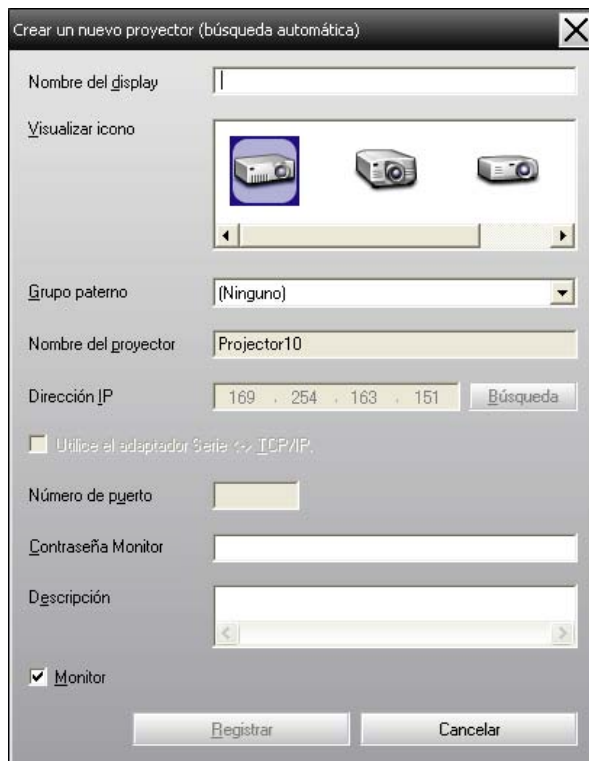 Crear un nuevo proyector (búsqueda automática)
Nombre del display
Visualizar icono
Grupo paterno (Ninguno)
Nombre del proyector Projector10
Dirección IP 169 . 254 . 163 . 151 Búsqueda
Utilice el adaptador Serie <-> TCP/IP.
Número de puerto
Contraseña Monitor
Descripción
Monitor
Registrar Cancelar